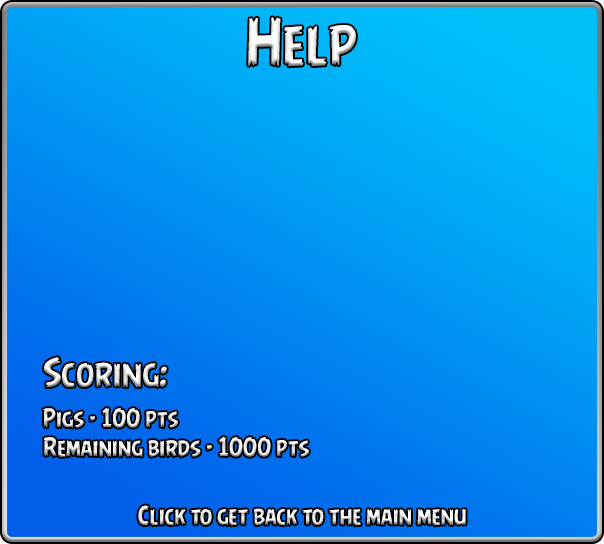 Help
Scoring:
Pigs - 100 pts
Remaining birds - 1000 pts
Click to get back to the main menu